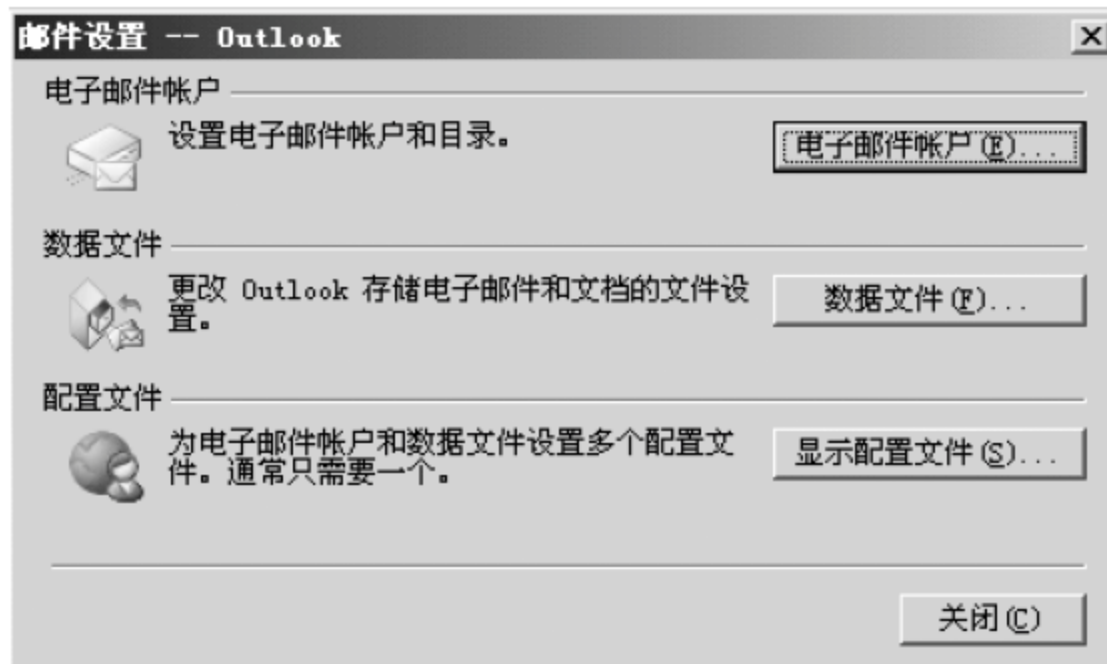 邮件设置 -- Outlook
电子邮件帐户
设置电子邮件帐户和目录。
电子邮件帐户(E)...
数据文件
更改 Outlook 存储电子邮件和文档的文件设
置。
数据文件(F)...
配置文件
为电子邮件帐户和数据文件设置多个配置文
件。通常只需要一个。
显示配置文件(S)...
关闭(C)